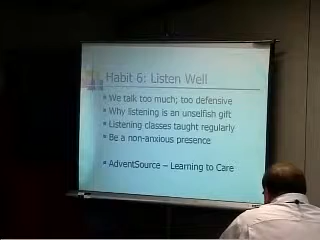 Habit 6: Listen Well
We talk too much; too defensive
Why listening is an unselfish gift
Listening classes taught regularly
Be a non-anxious presence
AdventSource – Learning to Care